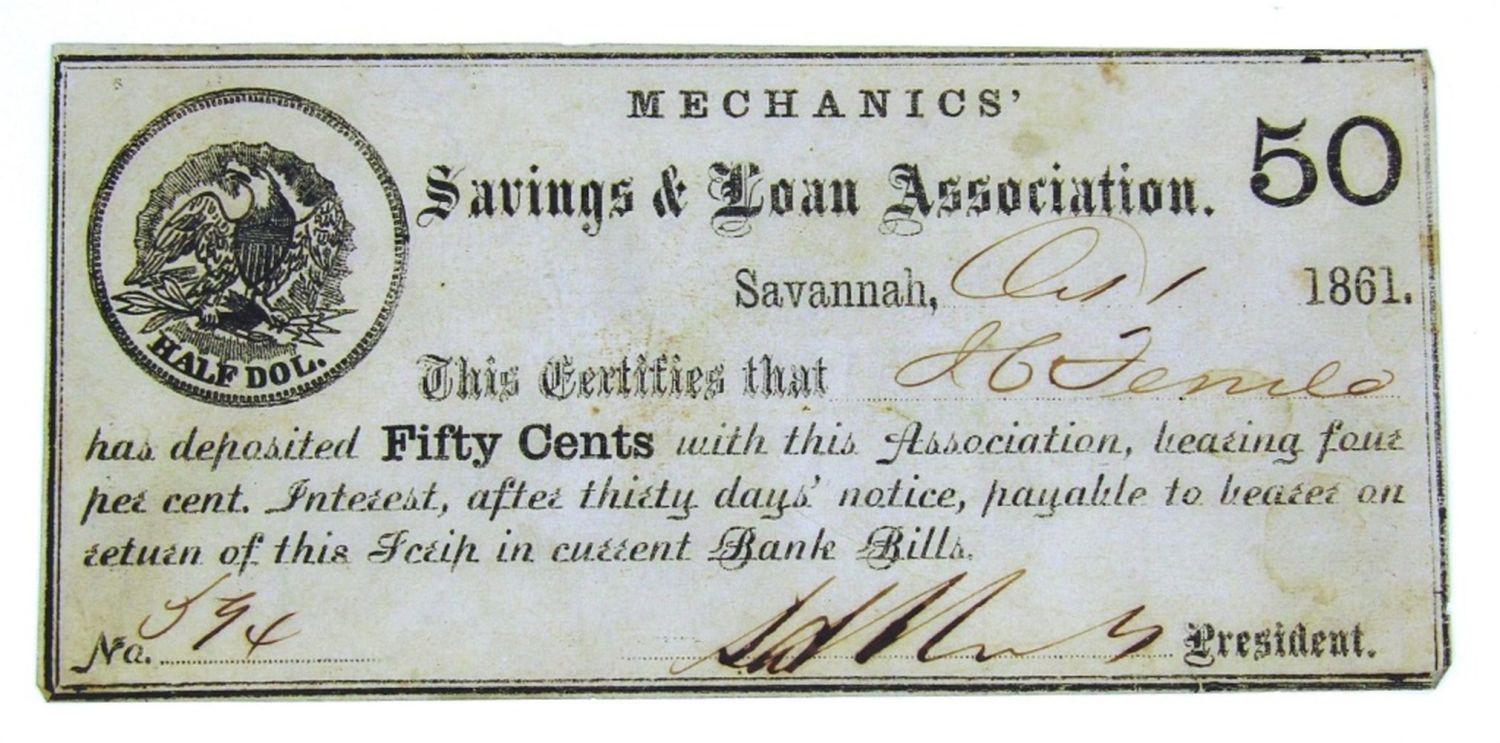 MECHANICS'
50
Savings & Loan Association.
Savannah, Oct 1 1861.
HALF DOL.
This Certifies that
has deposited Fifty Cents with this Association, bearing four
per cent. Interest, after thirty days' notice, payable to bearer on
return of this Scrip in current Bank Bills.
No. 594
President.